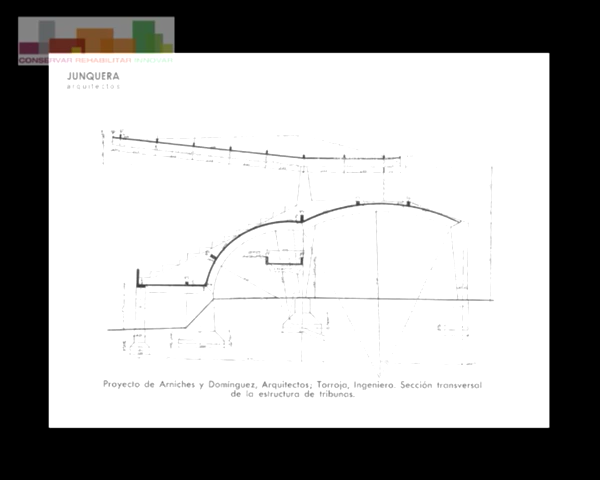 CONSERVAR REHABILITAR INNOVAR
JUNQUERA
arquitectos
Proyecto de Arniches y Domínguez, Arquitectos; Torroja, Ingeniero. Sección transversal
de la estructura de tribunas.